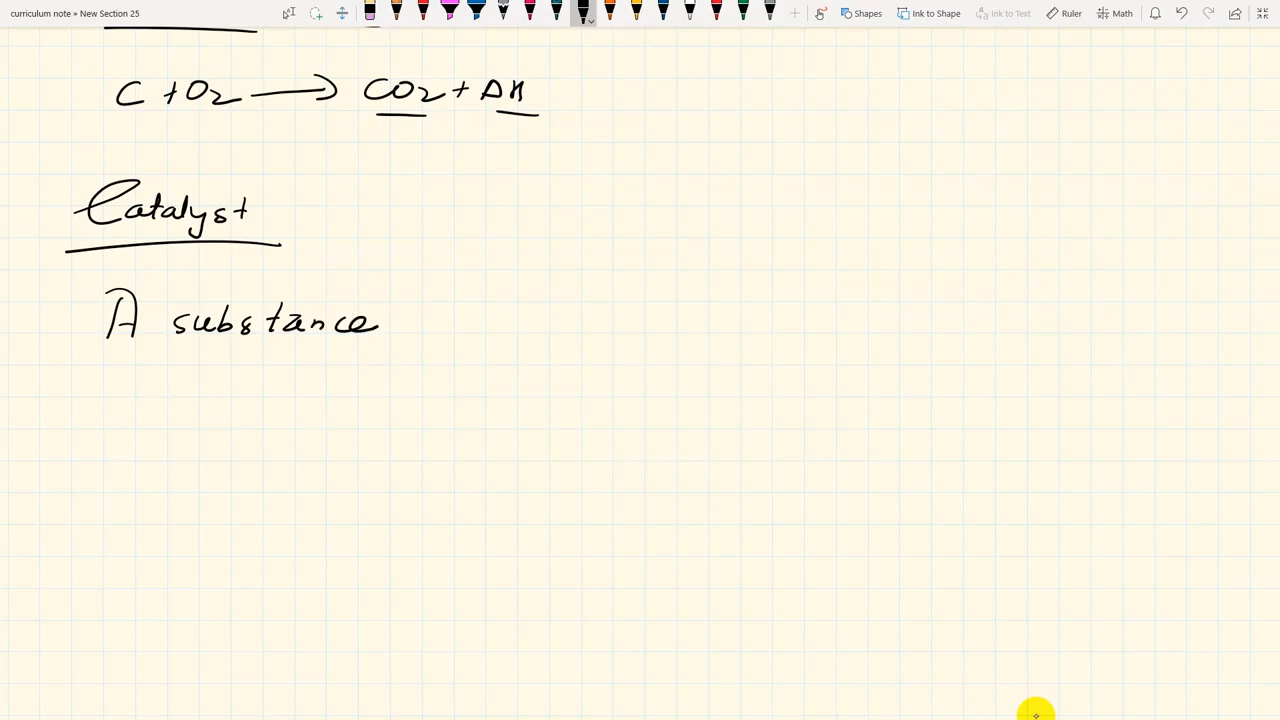 curriculum note » New Section 25
Shapes
Ink to Shape
Ink to Text
Ruler
Math
C + O2 ⟶ CO2 + ΔH
Catalyst
A substance